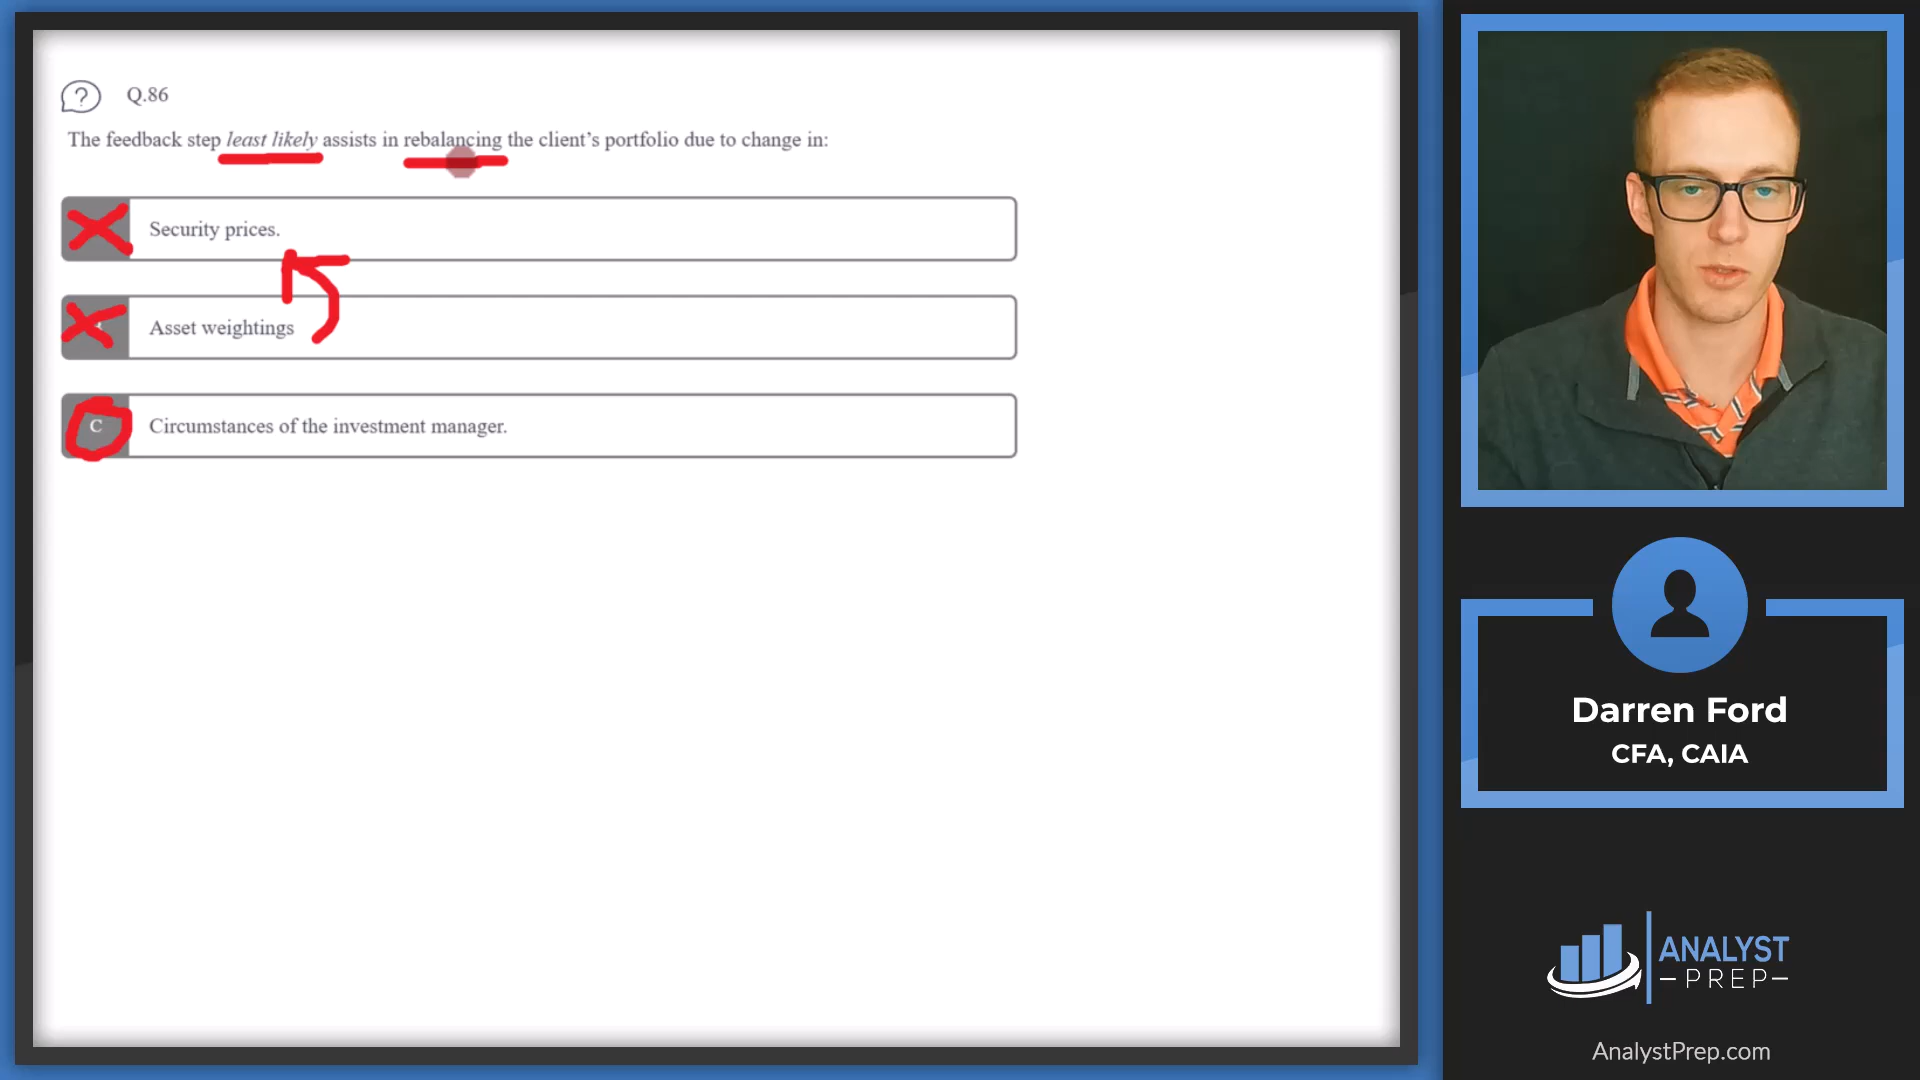 ?
Q.86
The feedback step least likely assists in rebalancing the client's portfolio due to change in:
Security prices.
Asset weightings
C
Circumstances of the investment manager.
Darren Ford
CFA, CAIA
ANALYST
PREP
AnalystPrep.com